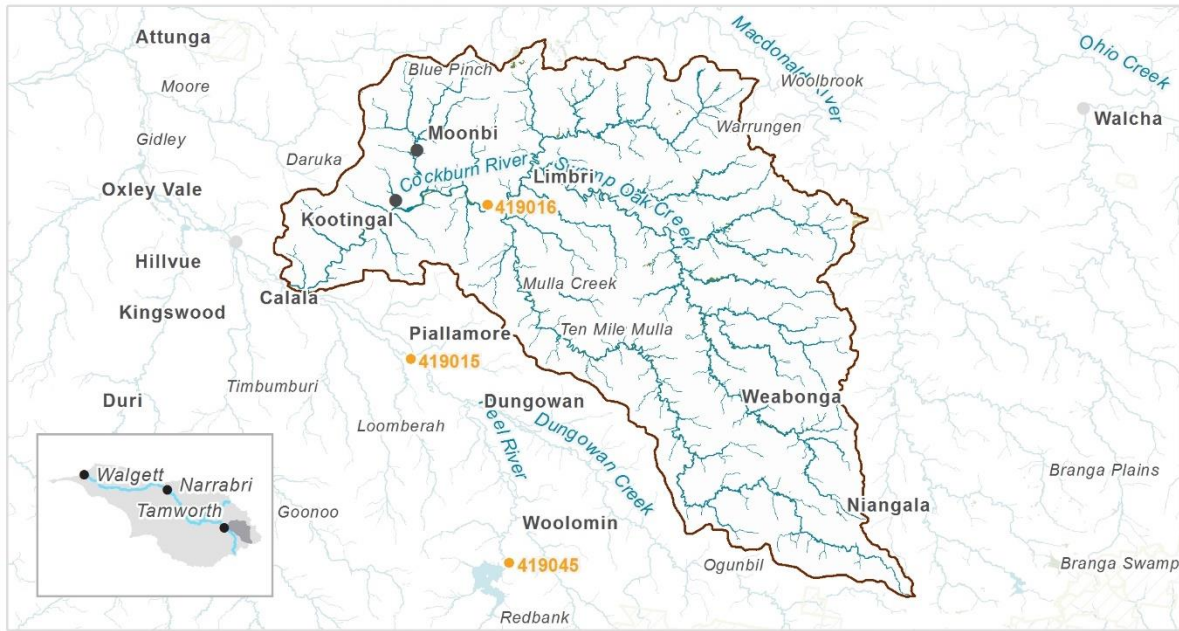 Attunga
Moore
Gidley
Daruka
Oxley Vale
Hillvue
Kingswood
Calala
Duri
Timbumburi
Loomberah
Goonoo
Blue Pinch
Moonbi
Cockburn River
Kootingal
419016
Limbri
Swamp Oak Creek
Mulla Creek
Ten Mile Mulla
Piallamore
419015
Dungowan
Dungowan Creek
Peel River
Woolomin
419045
Redbank
Ogunbil
Weabonga
Niangala
Macdonald River
Woolbrook
Warrungen
Ohio Creek
Walcha
Branga Plains
Branga Swamp
Walgett
Narrabri
Tamworth